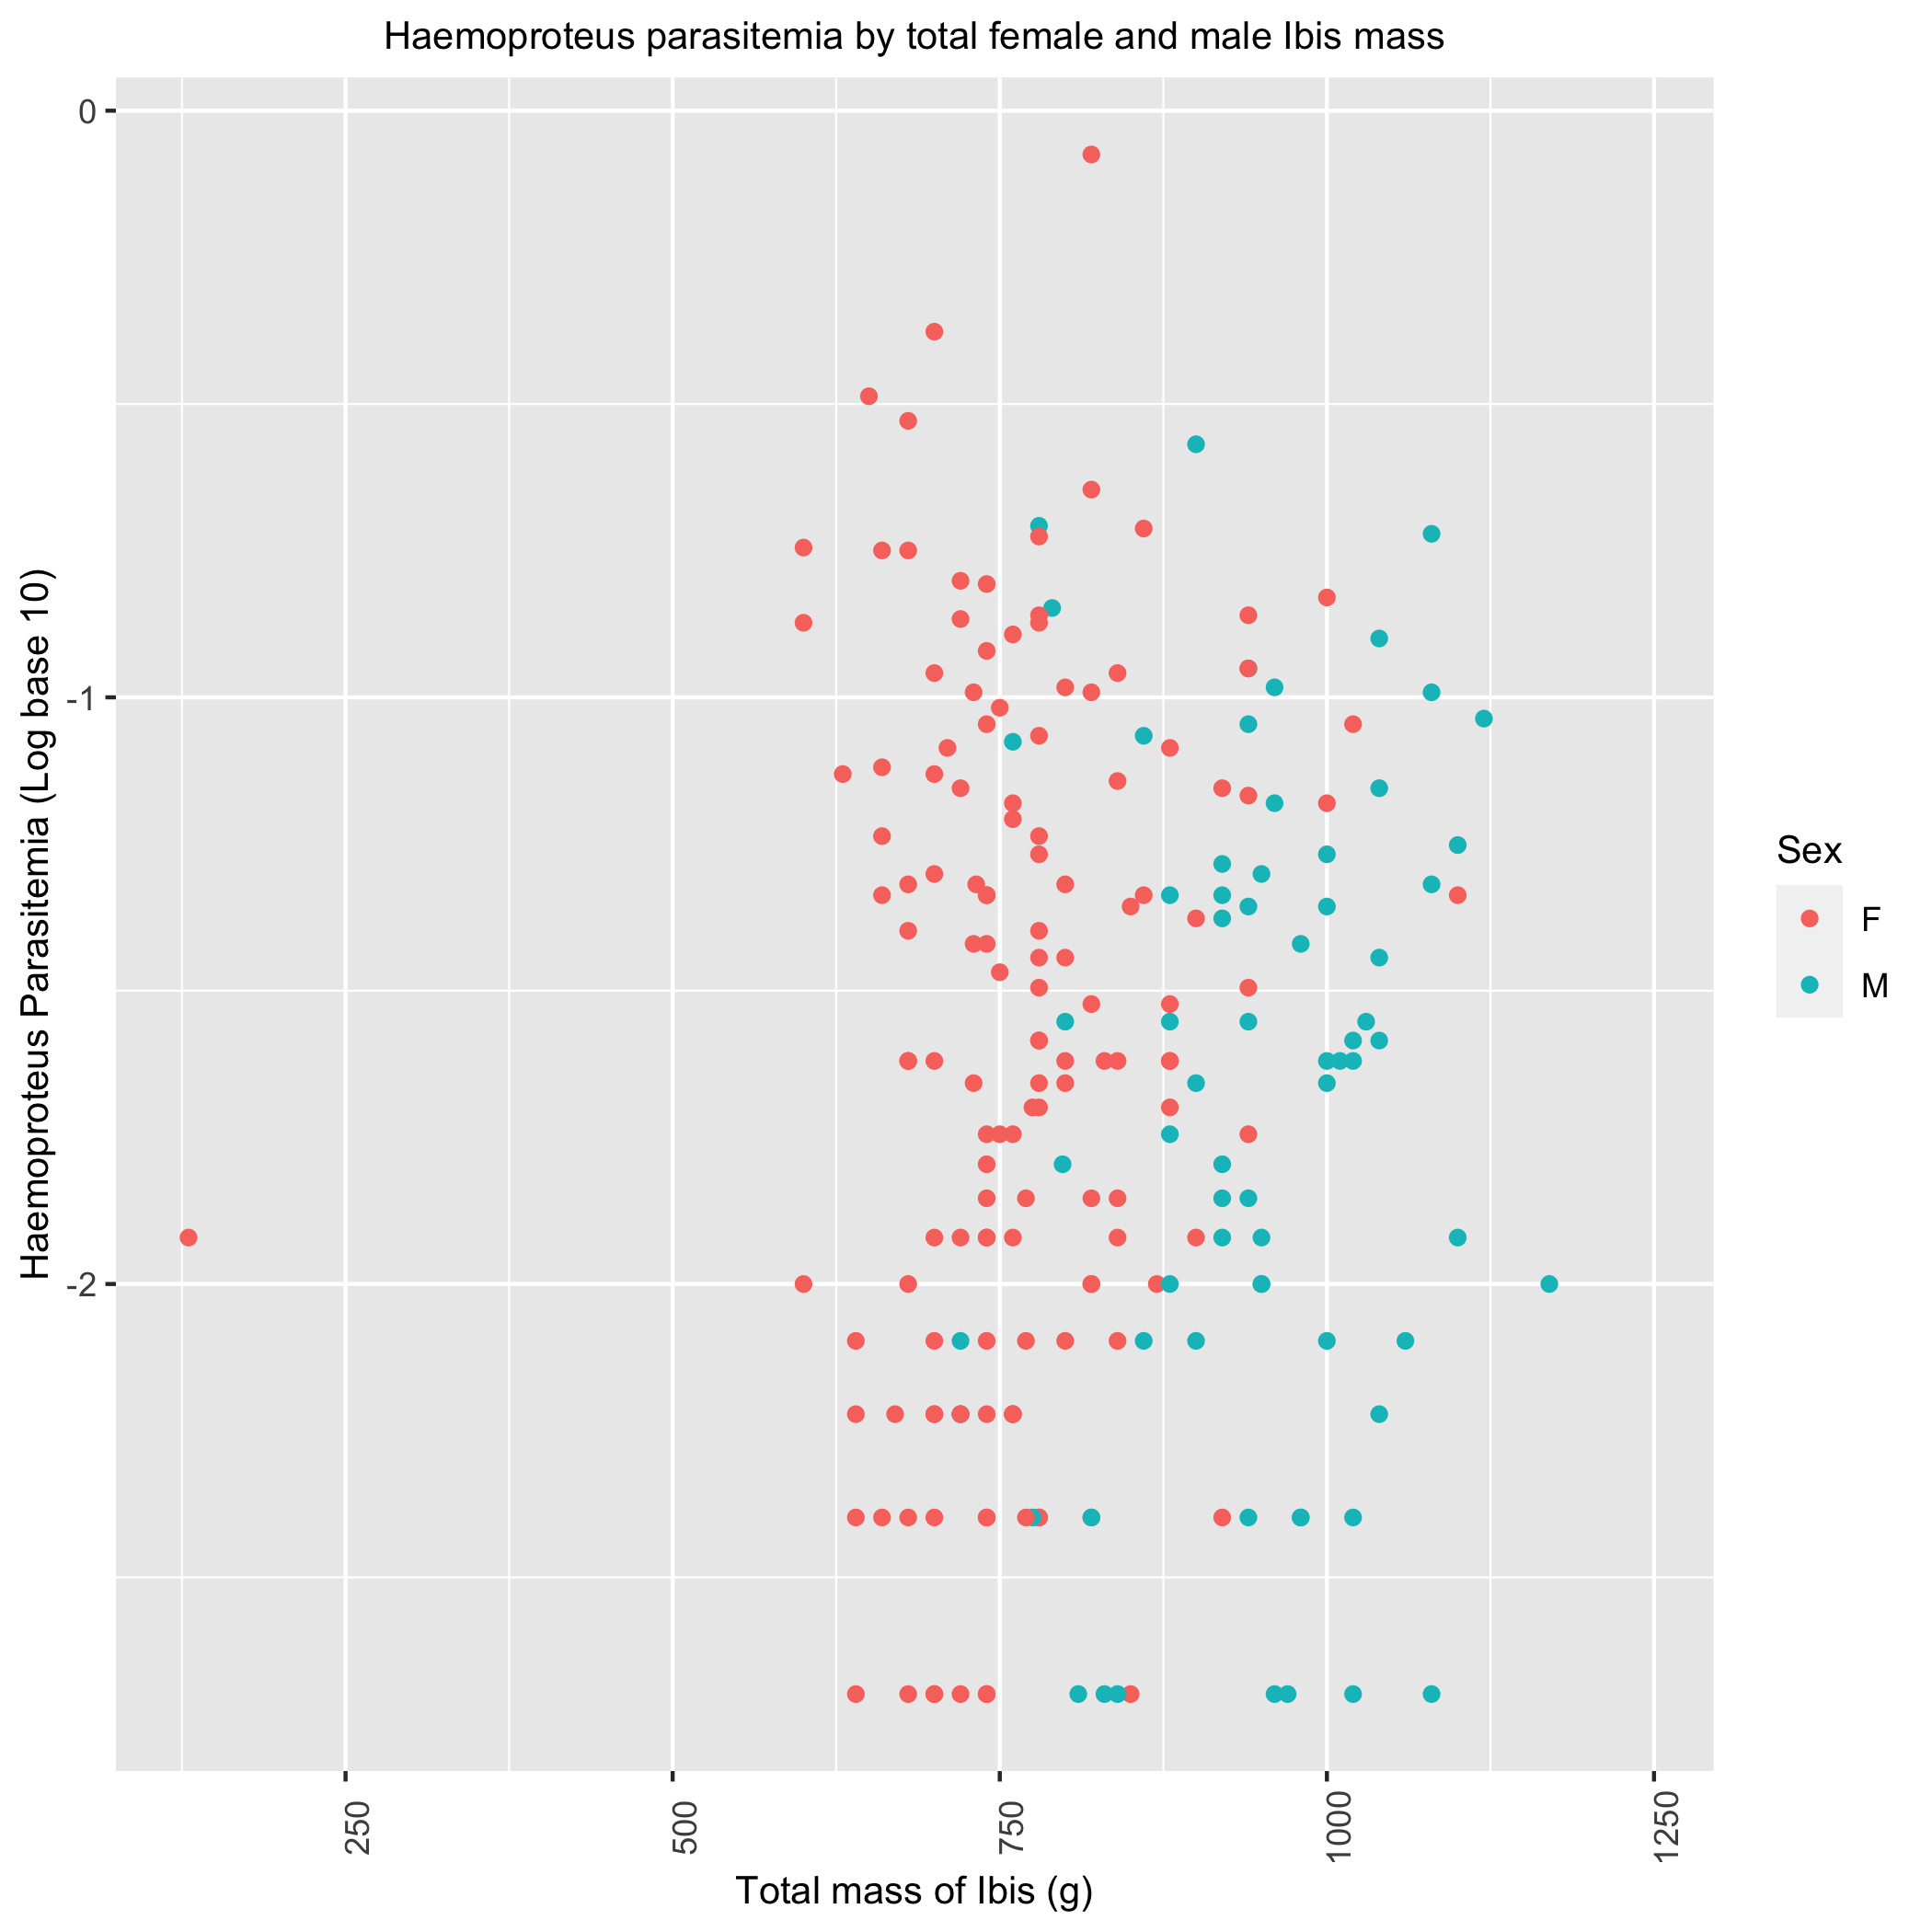 Haemoproteus parasitemia by total female and male Ibis mass
Haemoproteus Parasitemia (Log base 10)
0
-1
-2
250
500
750
1000
1250
Total mass of Ibis (g)
Sex
F
M